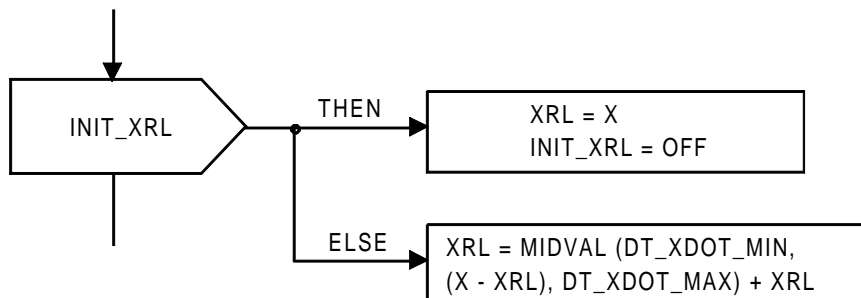 INIT_XRL
THEN
XRL = X
INIT_XRL = OFF
ELSE
XRL = MIDVAL (DT_XDOT_MIN,
(X - XRL), DT_XDOT_MAX) + XRL